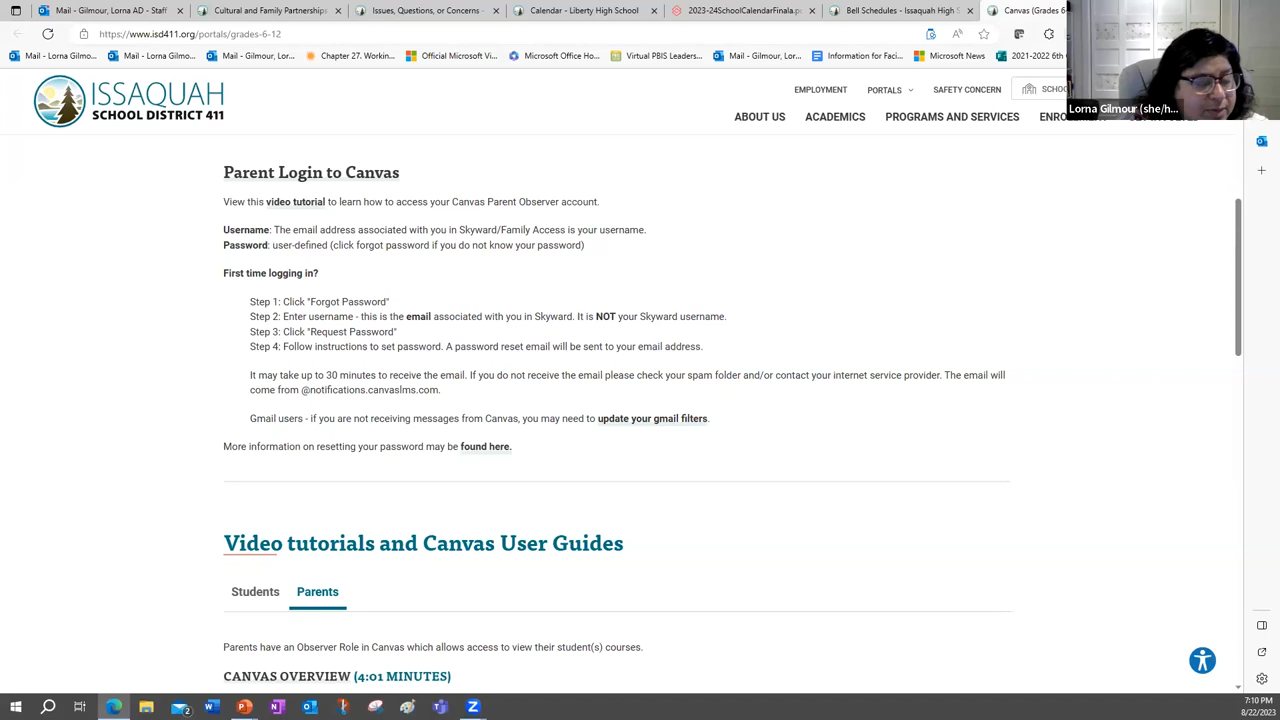 Mail - Gilmour, Lorna AD - Staff
Cultural and Family Partnerships
Issues, Questions, or Concerns -
Calendar - Liberty High School
2023-24SchoolCalendarFinala.pd
Bell Schedules - Issaquah High S
Canvas (Grades 6
https://www.isd411.org/portals/grades-6-12
Mail - Gilmour, Lo...
Mail - Gilmour, Lo...
Mail - Gilmour, Lor...
Chapter 27. Workin...
Official Microsoft Vi...
Microsoft Office Ho...
Virtual PBIS Leaders...
Mail - Gilmour, Lor...
Information for Faci...
Microsoft News
2021-2022 6th
ISSAQUAH
SCHOOL DISTRICT 411
EMPLOYMENT
PORTALS
SAFETY CONCERN
SCHOO
Lorna Gilmour (she/h...
ABOUT US
ACADEMICS
PROGRAMS AND SERVICES
Parent Login to Canvas
View this video tutorial to learn how to access your Canvas Parent Observer account.
Username: The email address associated with you in Skyward/Family Access is your username.
Password: user-defined (click forgot password if you do not know your password)
First time logging in?
Step 1: Click "Forgot Password"
Step 2: Enter username - this is the email associated with you in Skyward. It is NOT your Skyward username.
Step 3: Click "Request Password"
Step 4: Follow instructions to set password. A password reset email will be sent to your email address.
It may take up to 30 minutes to receive the email. If you do not receive the email please check your spam folder and/or contact your internet service provider. The email will
come from @notifications.canvaslms.com.
Gmail users - if you are not receiving messages from Canvas, you may need to update your gmail filters.
More information on resetting your password may be found here.
Video tutorials and Canvas User Guides
Students
Parents
Parents have an Observer Role in Canvas which allows access to view their student(s) courses.
CANVAS OVERVIEW (4:01 MINUTES)
7:10 PM
8/22/2023